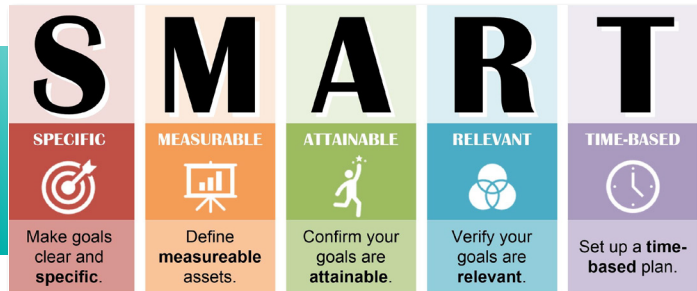 S M A R T
SPECIFIC
MEASURABLE
ATTAINABLE
RELEVANT
TIME-BASED
Make goals
clear and
specific.
Define
measureable
assets.
Confirm your
goals are
attainable.
Verify your
goals are
relevant.
Set up a time-
based plan.